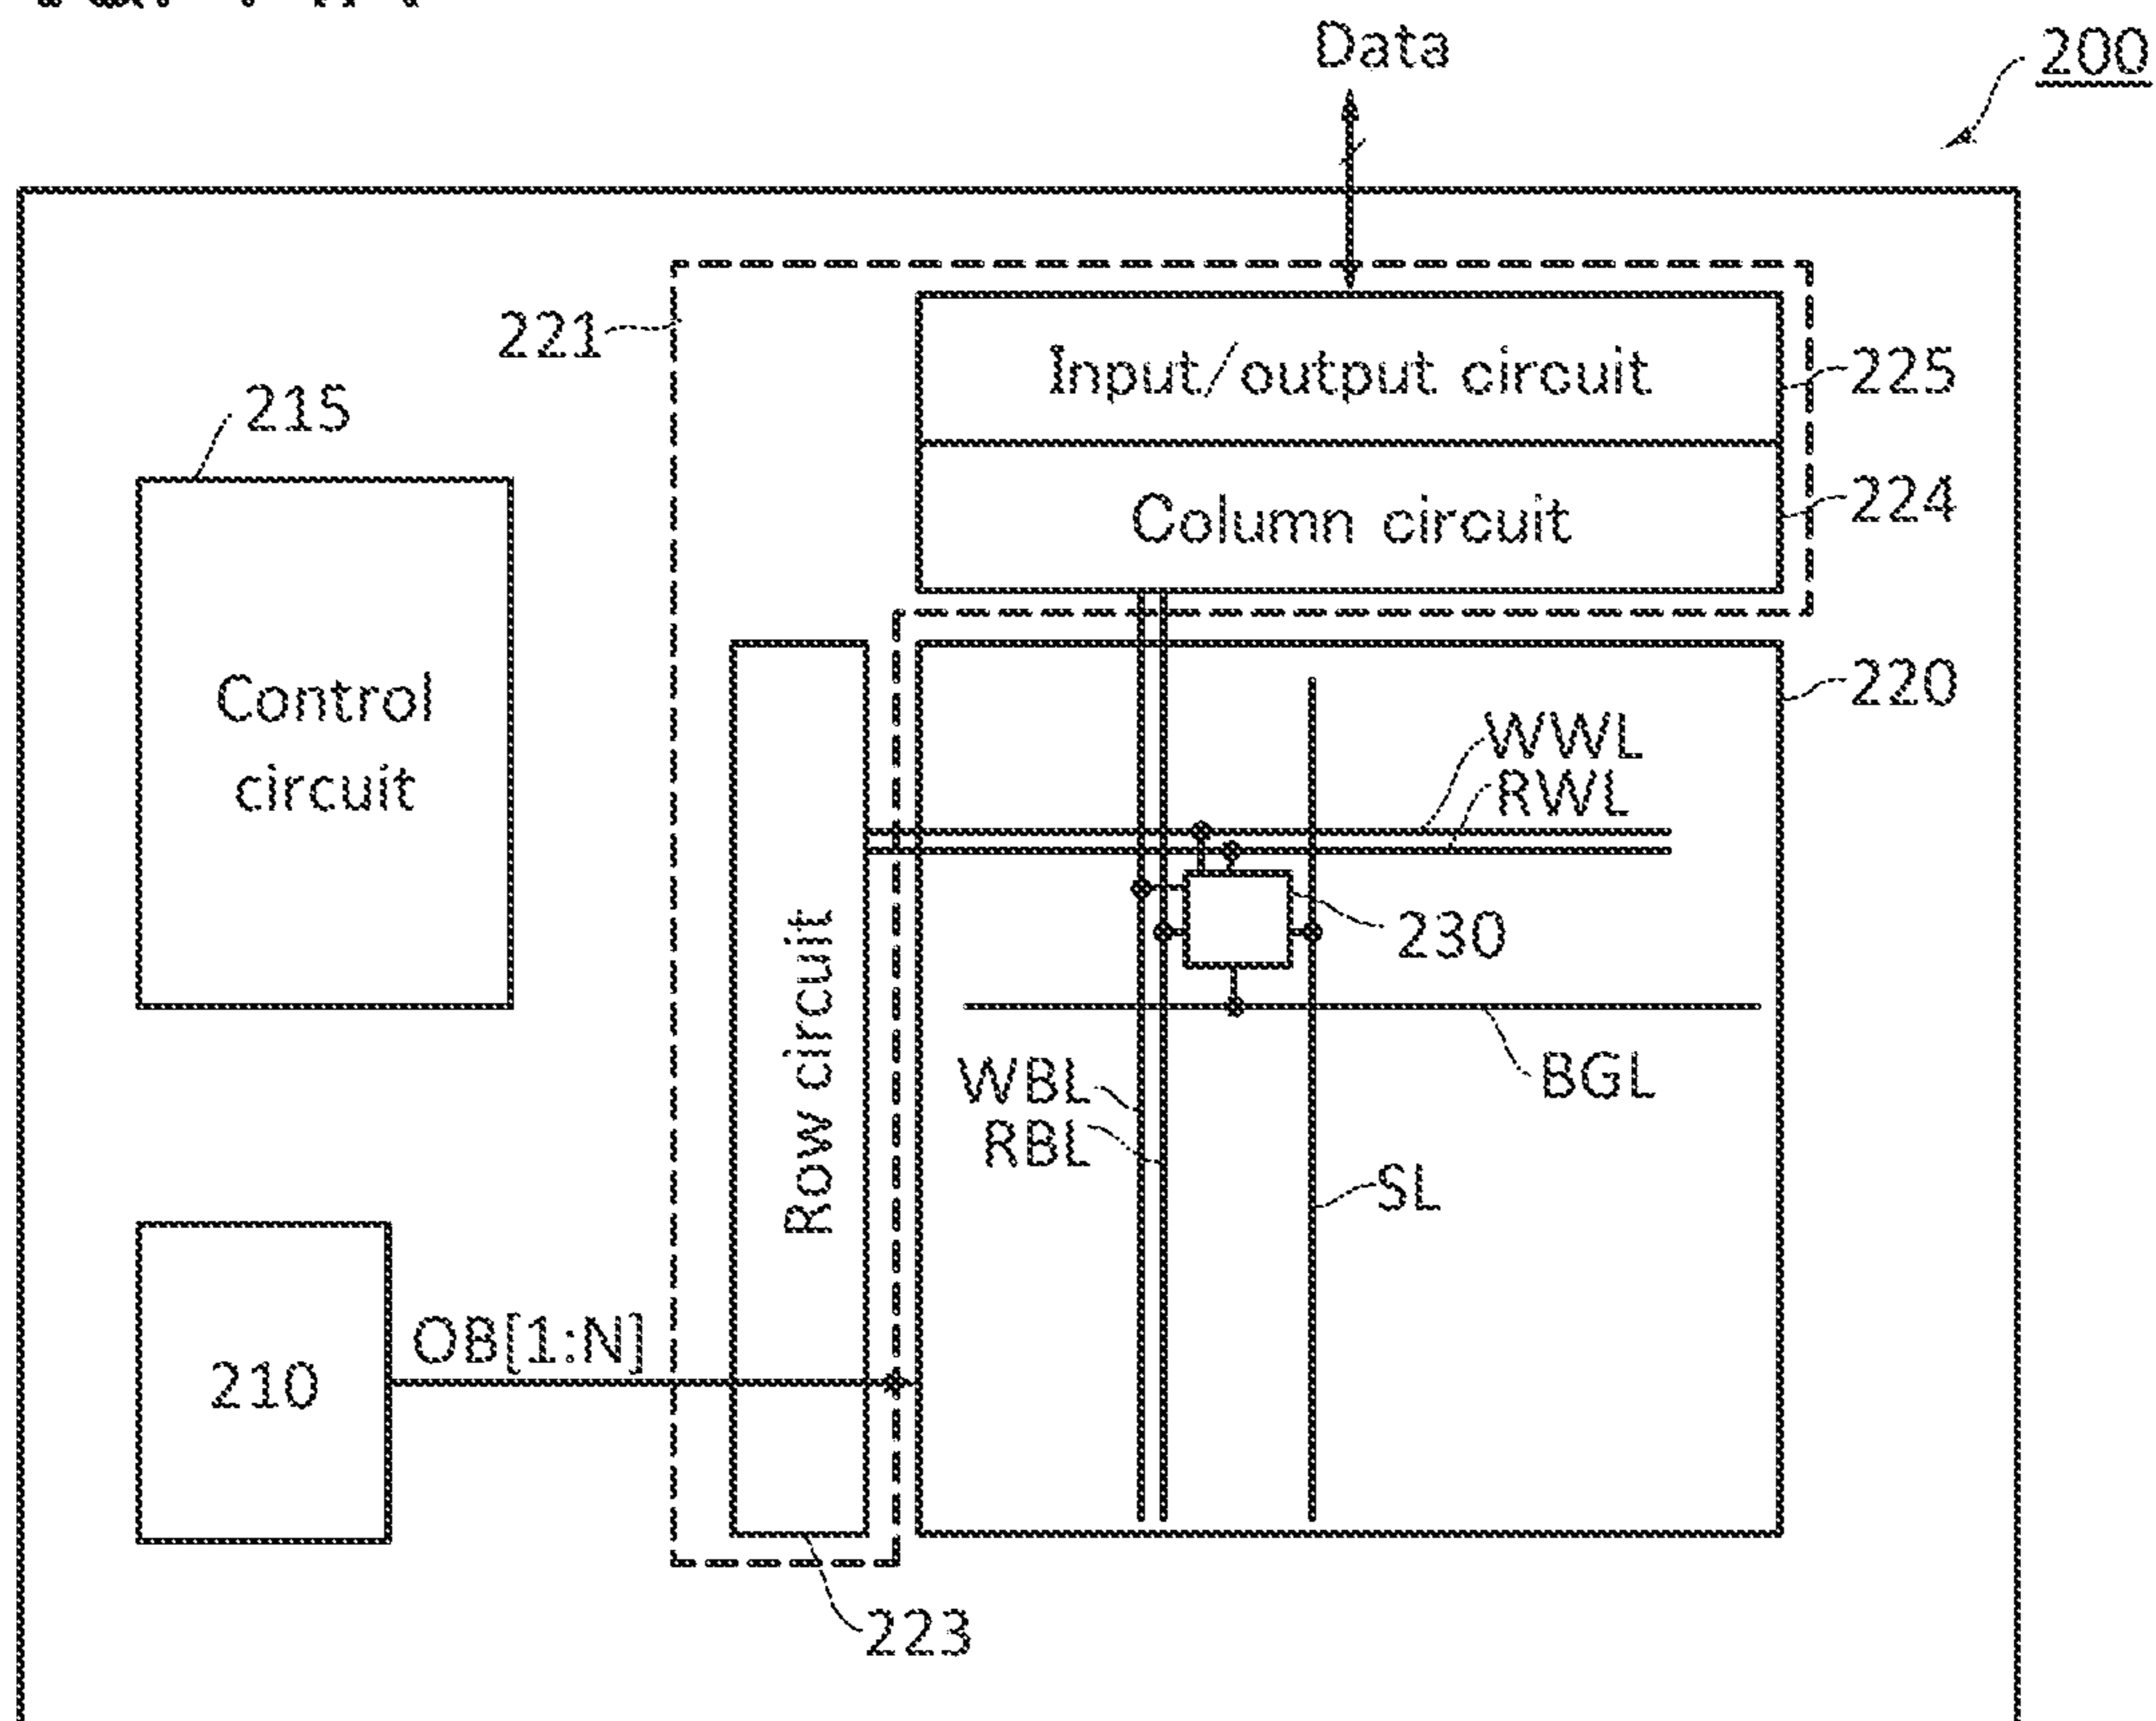 Data
200
221
Input/output circuit
225
215
Column circuit
224
Control
circuit
220
WWL
RWL
230
Row circuit
WBL
BGL
RBL
SL
OB[1:N]
210
223